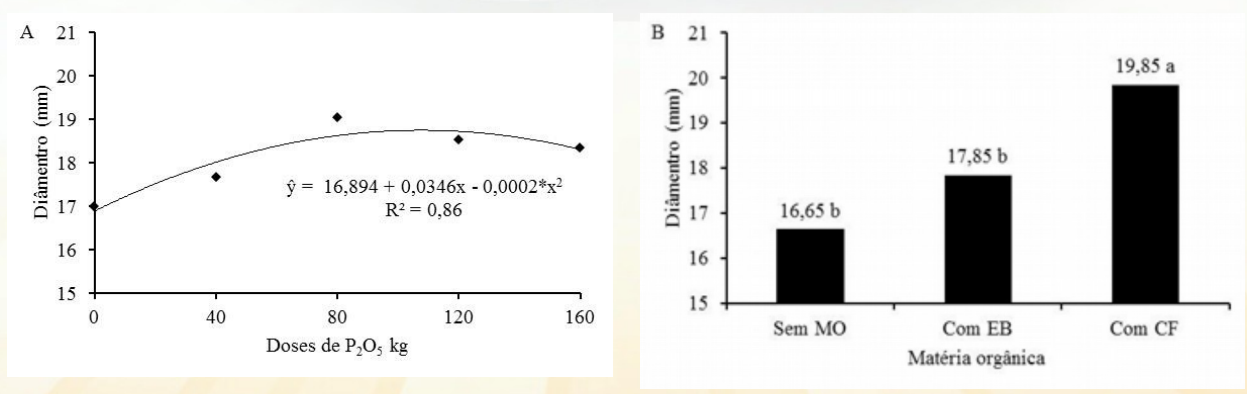 A
21
20
19
18
17
16
15
Diâmentro (mm)
ŷ = 16,894 + 0,0346x - 0,0002*x²
R² = 0,86
0 40 80 120 160
Doses de P₂O₅ kg
B
21
20
19
18
17
16
15
Diâmentro (mm)
16,65 b
17,85 b
19,85 a
Sem MO Com EB Com CF
Matéria orgânica